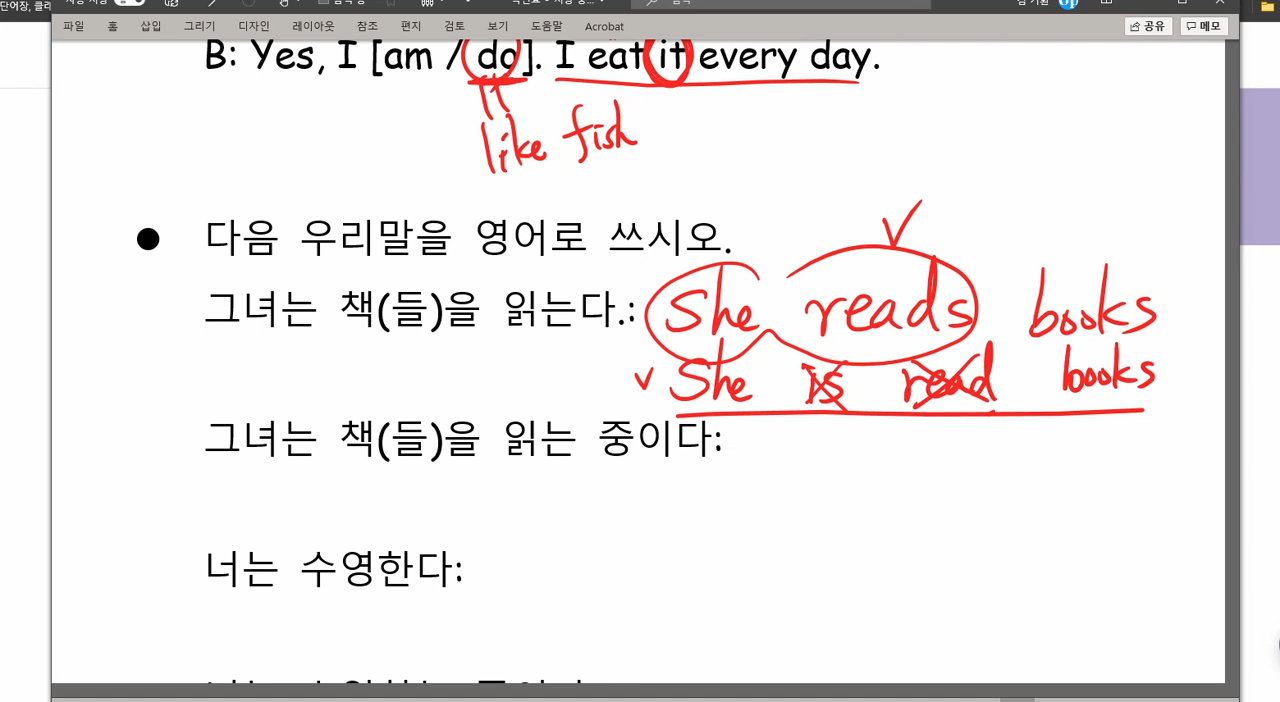 파일 홈 삽입 그리기 디자인 레이아웃 참조 편지 검토 보기 도움말 Acrobat 공유 메모
B: Yes, I [am / do]. I eat it every day.
like fish
● 다음 우리말을 영어로 쓰시오.
그녀는 책(들)을 읽는다.: She reads books
She is read books
그녀는 책(들)을 읽는 중이다:
너는 수영한다: